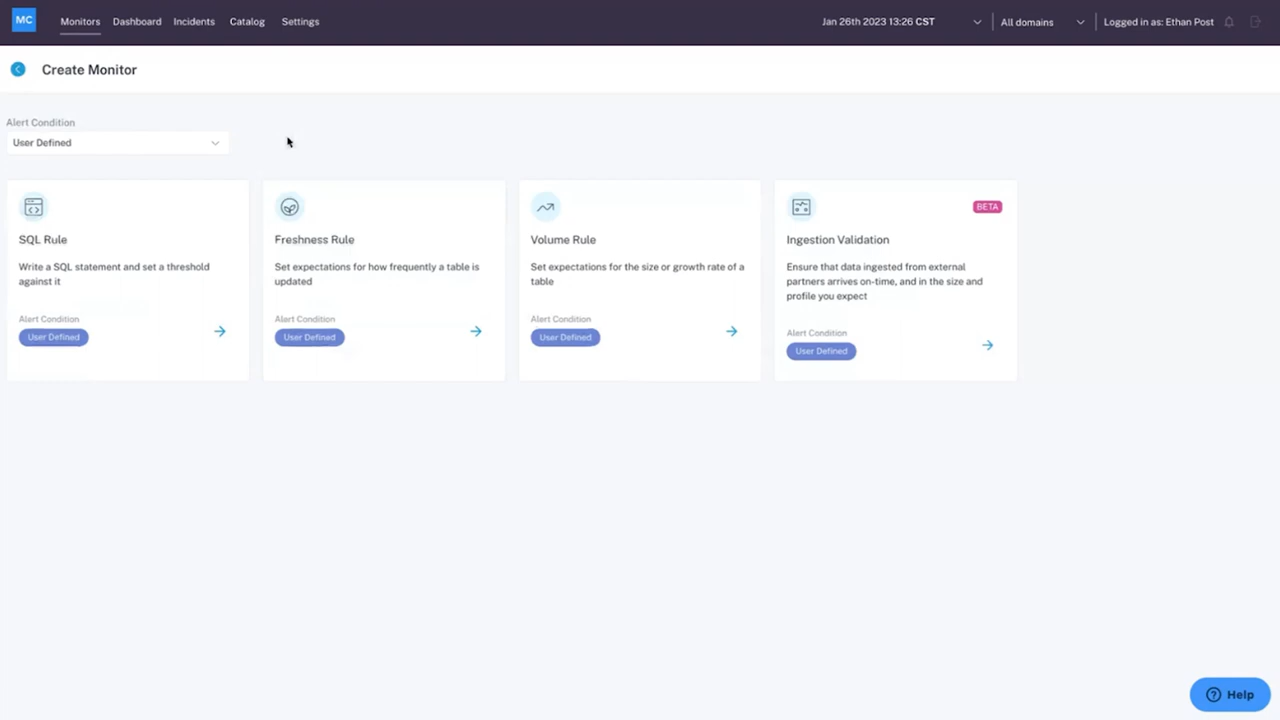 MC Monitors Dashboard Incidents Catalog Settings Jan 26th 2023 13:26 CST All domains Logged in as: Ethan Post
Create Monitor
Alert Condition
User Defined
SQL Rule
Write a SQL statement and set a threshold
against it
Alert Condition
User Defined
Freshness Rule
Set expectations for how frequently a table is
updated
Alert Condition
User Defined
Volume Rule
Set expectations for the size or growth rate of a
table
Alert Condition
User Defined
BETA
Ingestion Validation
Ensure that data ingested from external
partners arrives on-time, and in the size and
profile you expect
Alert Condition
User Defined
Help